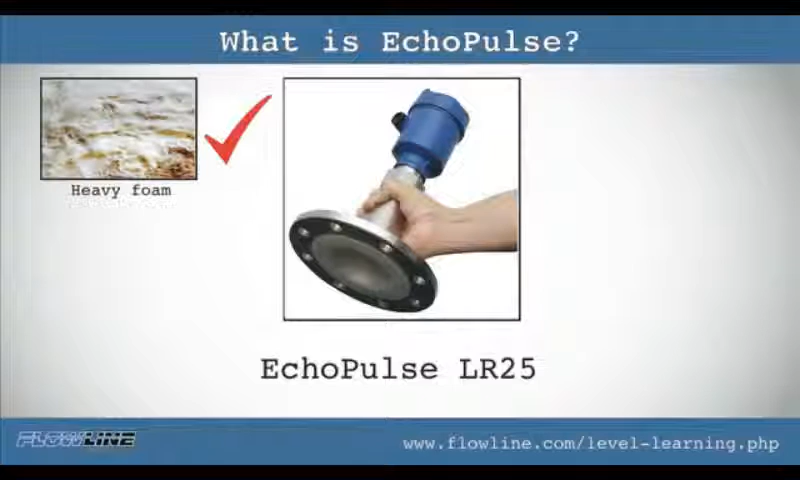 What is EchoPulse?
Heavy foam
EchoPulse LR25
FLOWLINE
www.flowline.com/level-learning.php